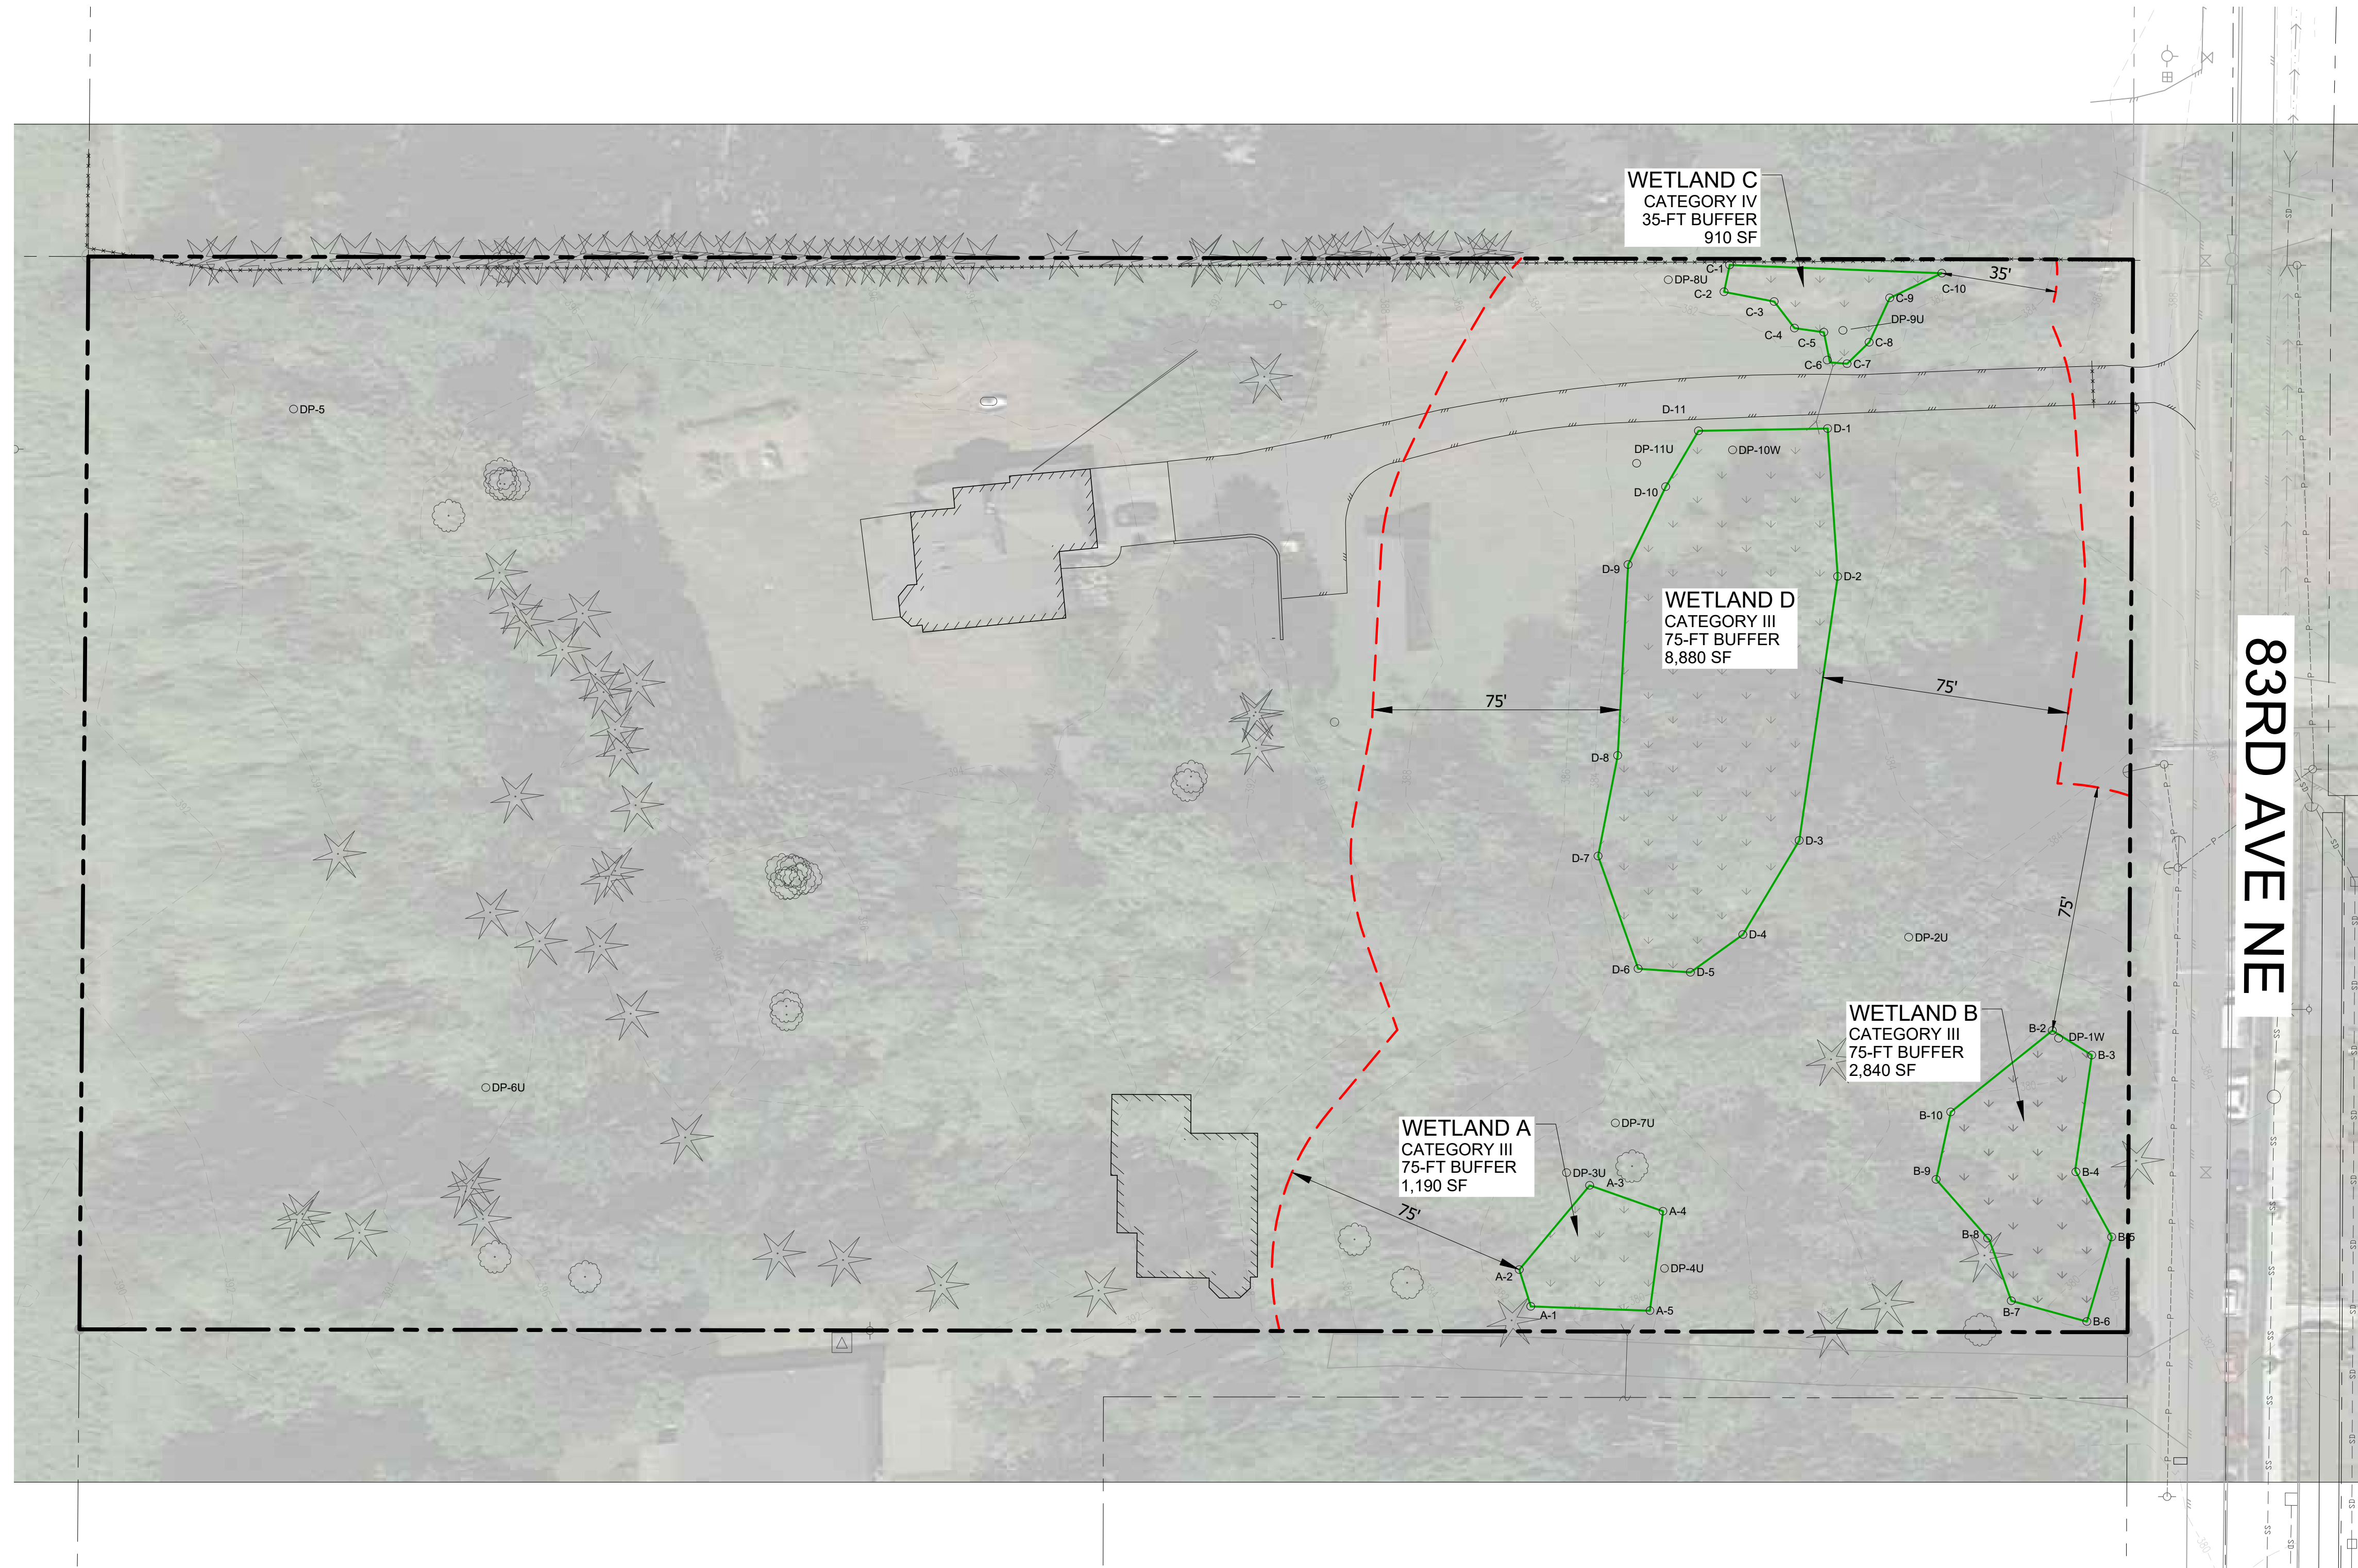 WETLAND C
CATEGORY IV
35-FT BUFFER
910 SF
C-1
DP-8U
C-2
C-3
C-4
C-5
C-6
C-7
C-8
DP-9U
C-9
C-10
35'
DP-5
D-11
D-1
DP-11U
DP-10W
D-10
D-9
D-2
WETLAND D
CATEGORY III
75-FT BUFFER
8,880 SF
75'
75'
83RD AVE NE
D-8
D-7
D-3
D-4
D-6
D-5
75'
DP-2U
WETLAND B
CATEGORY III
75-FT BUFFER
2,840 SF
B-2
DP-1W
B-3
B-10
B-9
B-4
B-8
B-5
B-7
B-6
DP-6U
DP-7U
WETLAND A
CATEGORY III
75-FT BUFFER
1,190 SF
DP-3U
A-3
A-4
75'
A-2
DP-4U
A-1
A-5